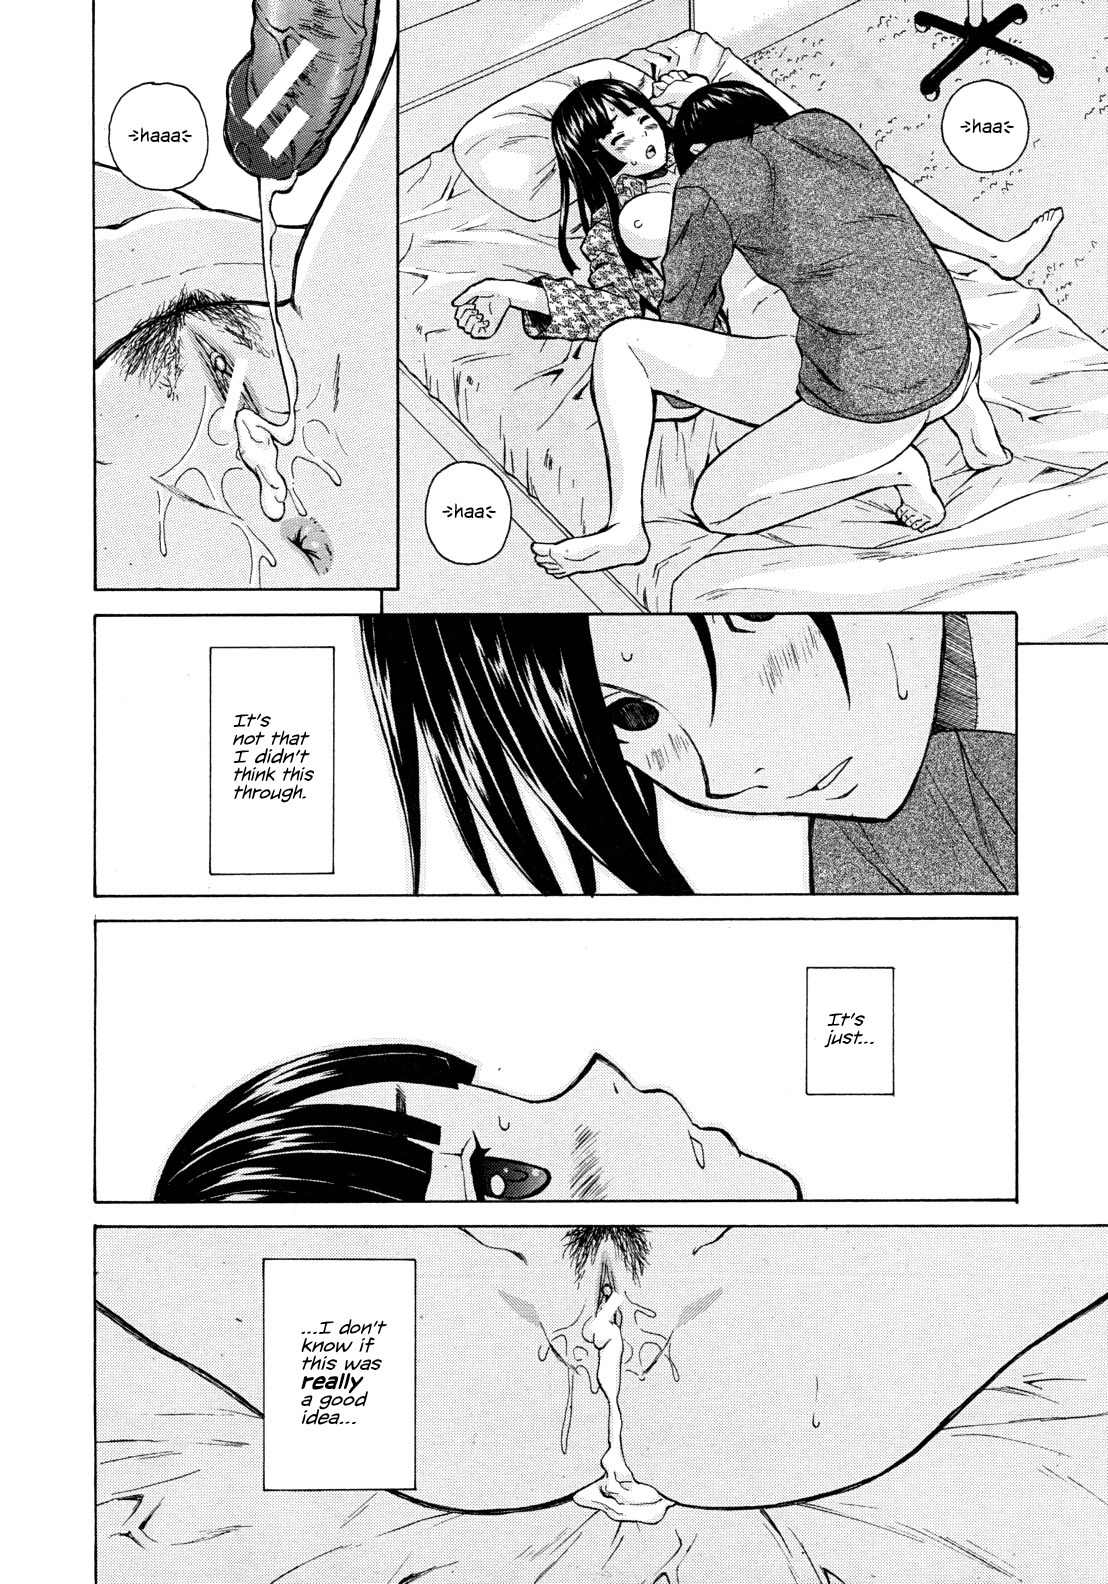 haaa
haa
haa
It's
not that
I didn't
think this
through.
It's
just...
...I don't
know if
this was
really
a good
idea...